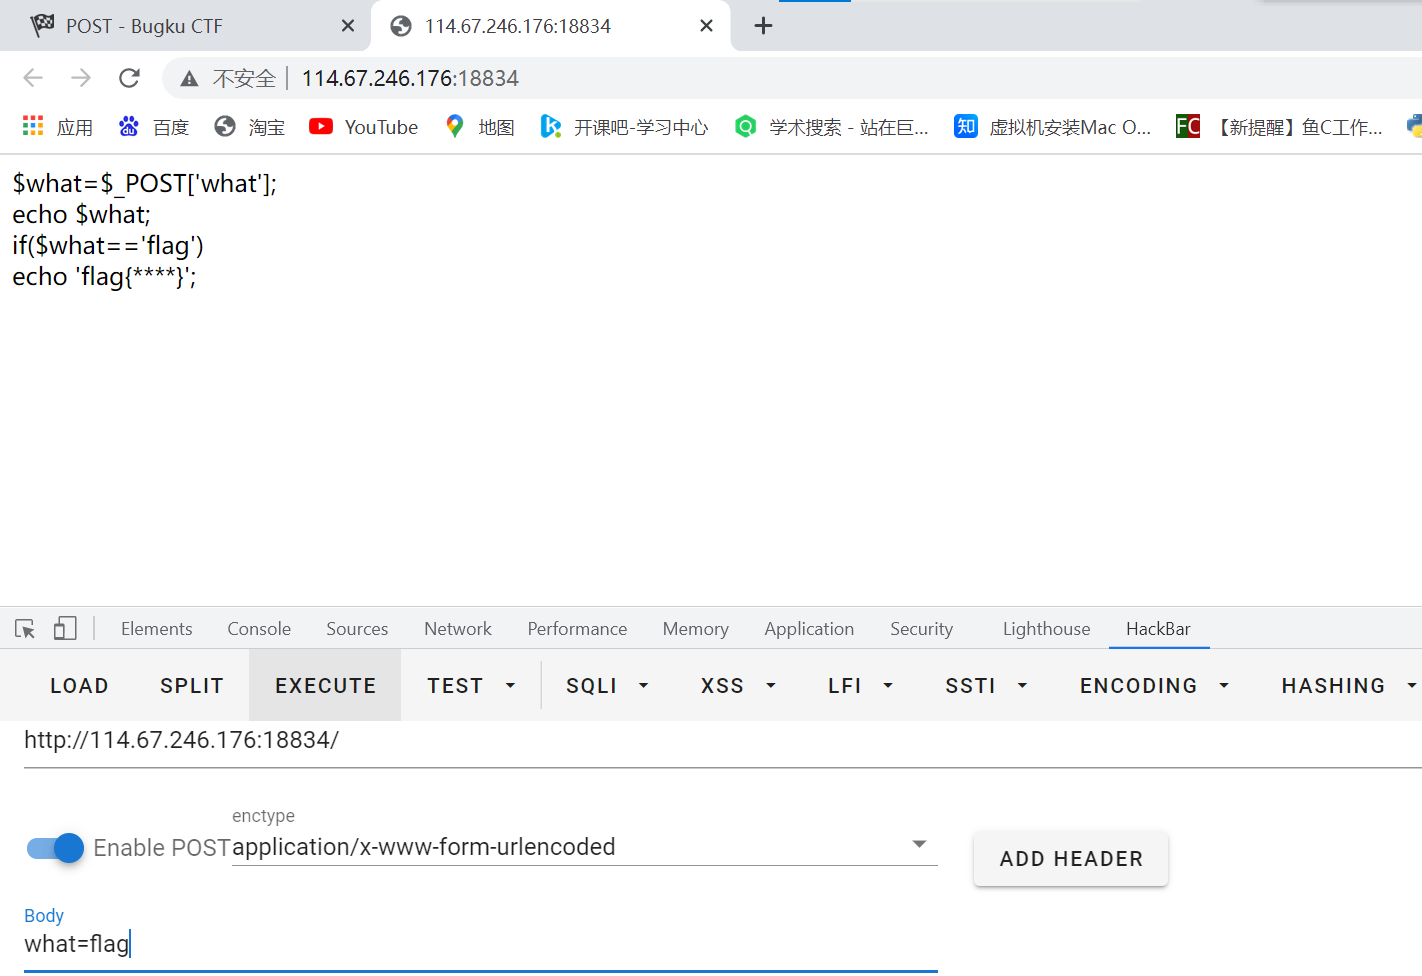 POST - Bugku CTF
114.67.246.176:18834
不安全 114.67.246.176:18834
应用 百度 淘宝 YouTube 地图 开课吧-学习中心 学术搜索 - 站在巨... 知 虚拟机安装Mac O... FC 【新提醒】鱼C工作...
$what=$_POST['what'];
echo $what;
if($what=='flag')
echo 'flag{****}';
Elements Console Sources Network Performance Memory Application Security Lighthouse HackBar
LOAD SPLIT EXECUTE TEST SQLI XSS LFI SSTI ENCODING HASHING
http://114.67.246.176:18834/
enctype
Enable POST application/x-www-form-urlencoded
ADD HEADER
Body
what=flag